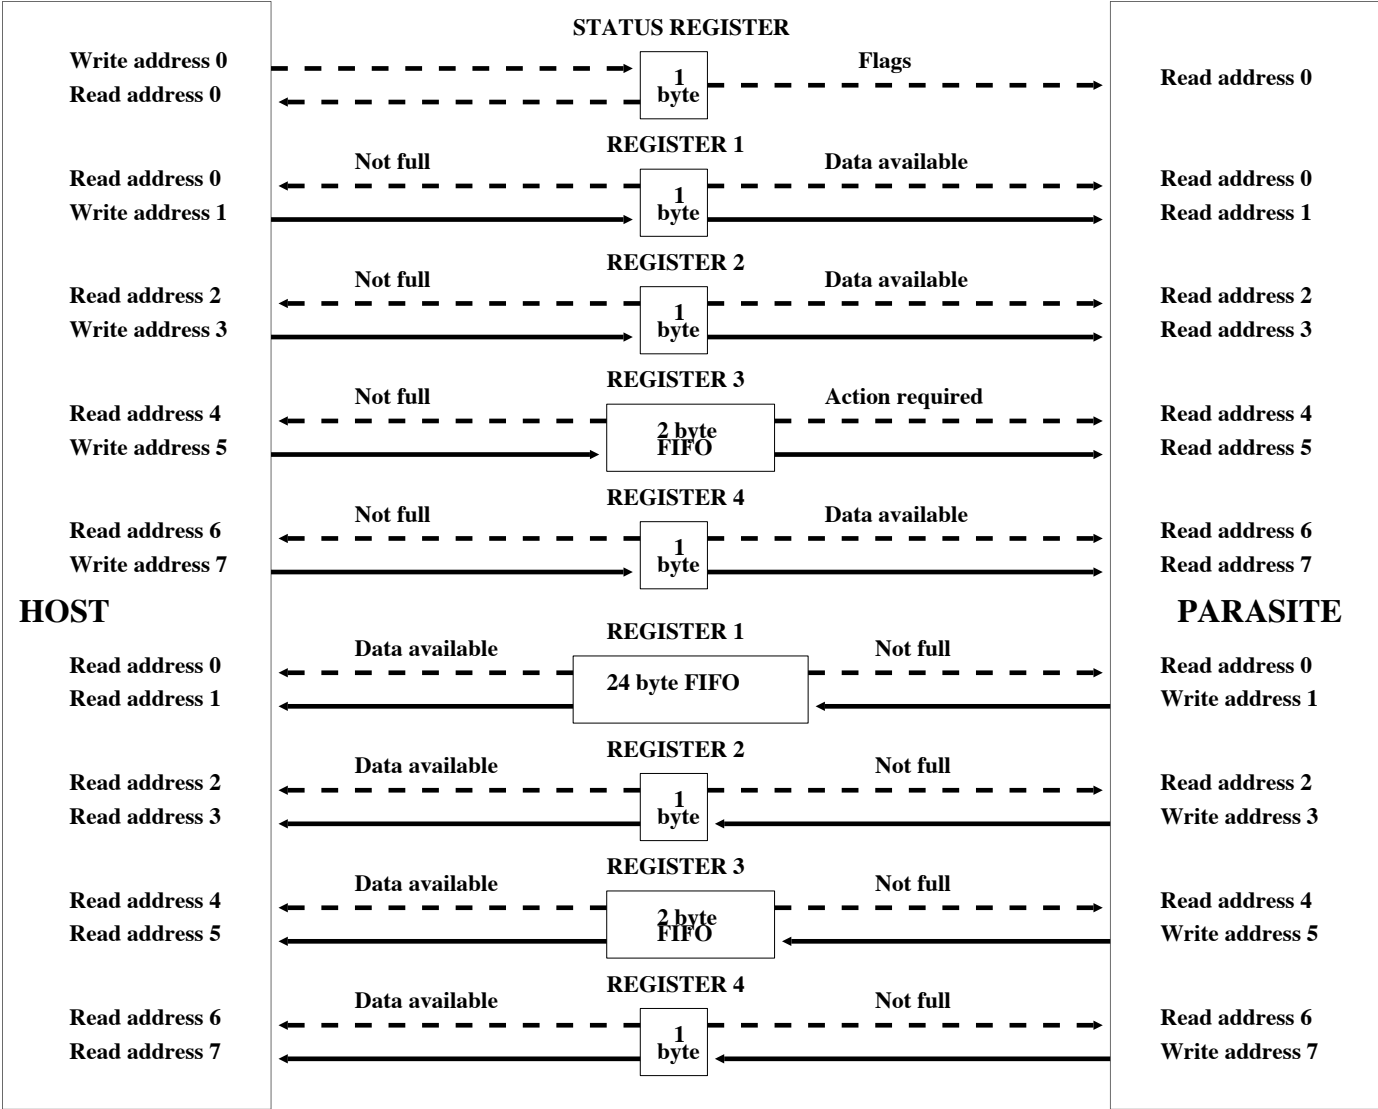 STATUS REGISTER
Write address 0
Flags
1
Read address 0
Read address 0
byte
REGISTER 1
Not full
Data available
Read address 0
1
Read address 0
Write address 1
byte
Read address 1
REGISTER 2
Not full
Data available
Read address 2
1
Read address 2
Write address 3
byte
Read address 3
REGISTER 3
Not full
Action required
Read address 4
2 byte
Read address 4
Write address 5
FIFO
Read address 5
REGISTER 4
Not full
Data available
Read address 6
1
Read address 6
Write address 7
byte
Read address 7
HOST
PARASITE
REGISTER 1
Data available
Not full
Read address 0
24 byte FIFO
Read address 0
Read address 1
Write address 1
REGISTER 2
Data available
Not full
Read address 2
1
Read address 2
Read address 3
byte
Write address 3
REGISTER 3
Data available
Not full
Read address 4
2 byte
Read address 4
Read address 5
FIFO
Write address 5
REGISTER 4
Data available
Not full
Read address 6
1
Read address 6
Read address 7
byte
Write address 7